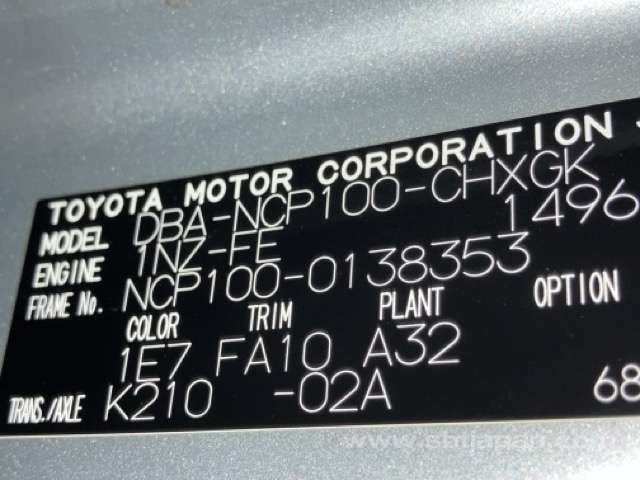 TOYOTA MOTOR CORPORATION
MODEL DBA-NCP100-CHXGK
ENGINE 1NZ-FE 1496
FRAME No. NCP100-0138353
COLOR TRIM PLANT OPTION
1E7 FA10 A32
TRANS./AXLE K210 -02A 68
www.sbtjapan.com